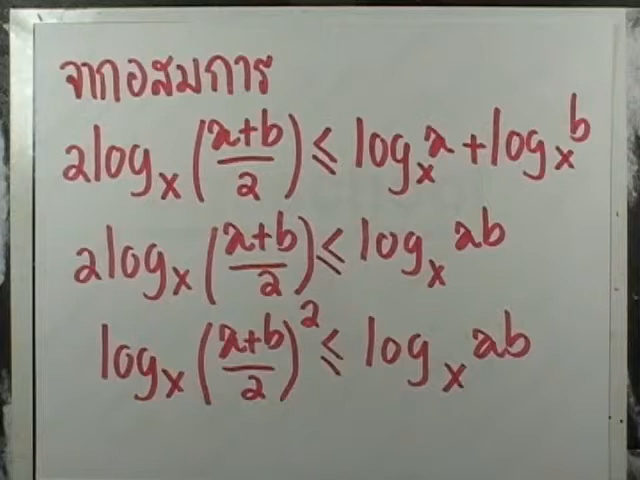 จากอสมการ
2log_x((a+b)/2) ≤ log_x a + log_x b
2log_x((a+b)/2) ≤ log_x ab
log_x((a+b)/2)² ≤ log_x ab